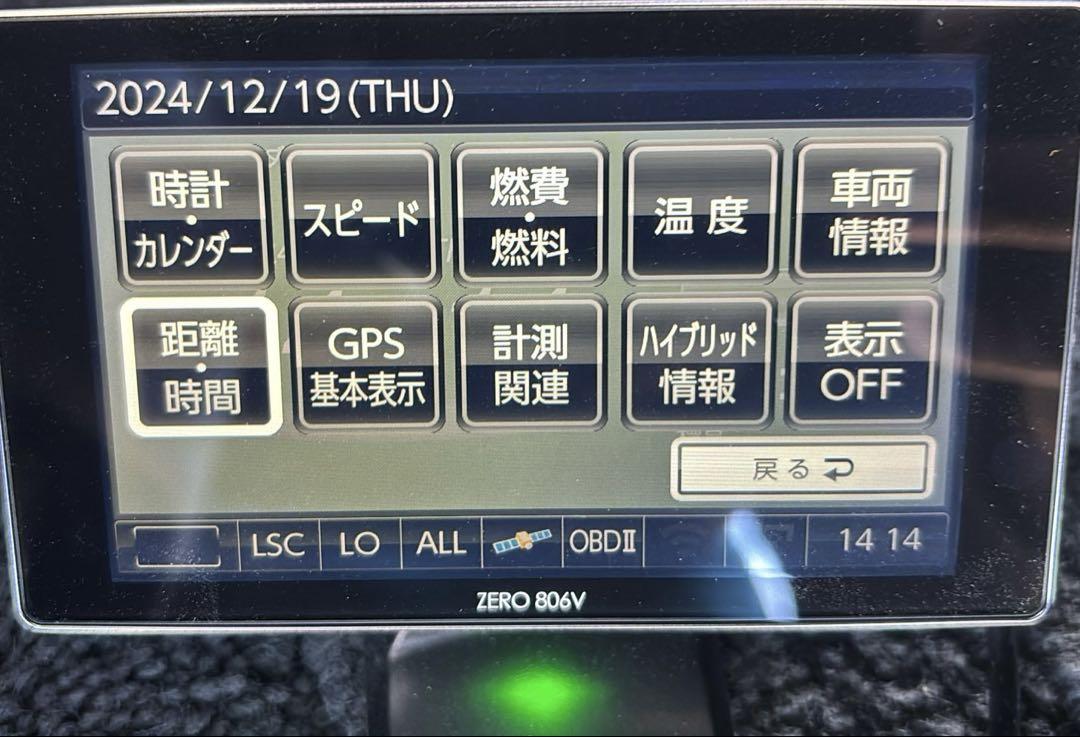 2024/12/19(THU)
時計
・
カレンダー
スピード
燃費
・
燃料
温度
車両
情報
距離
・
時間
GPS
基本表示
計測
関連
ハイブリッド
情報
表示
OFF
戻る
LSC
LO
ALL
OBDⅡ
14 14
ZERO 806V